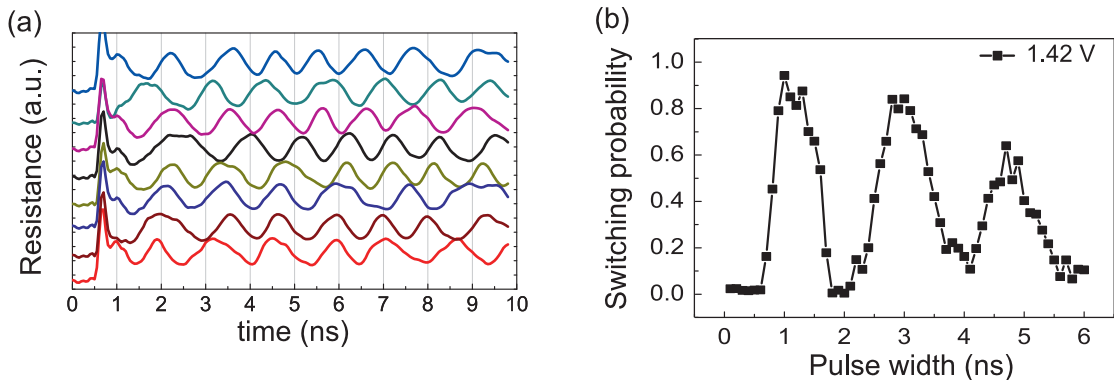 (a)
Resistance (a.u.)
0 1 2 3 4 5 6 7 8 9 10
time (ns)
(b)
Switching probability
1.0
0.8
0.6
0.4
0.2
0.0
1.42 V
0 1 2 3 4 5 6
Pulse width (ns)